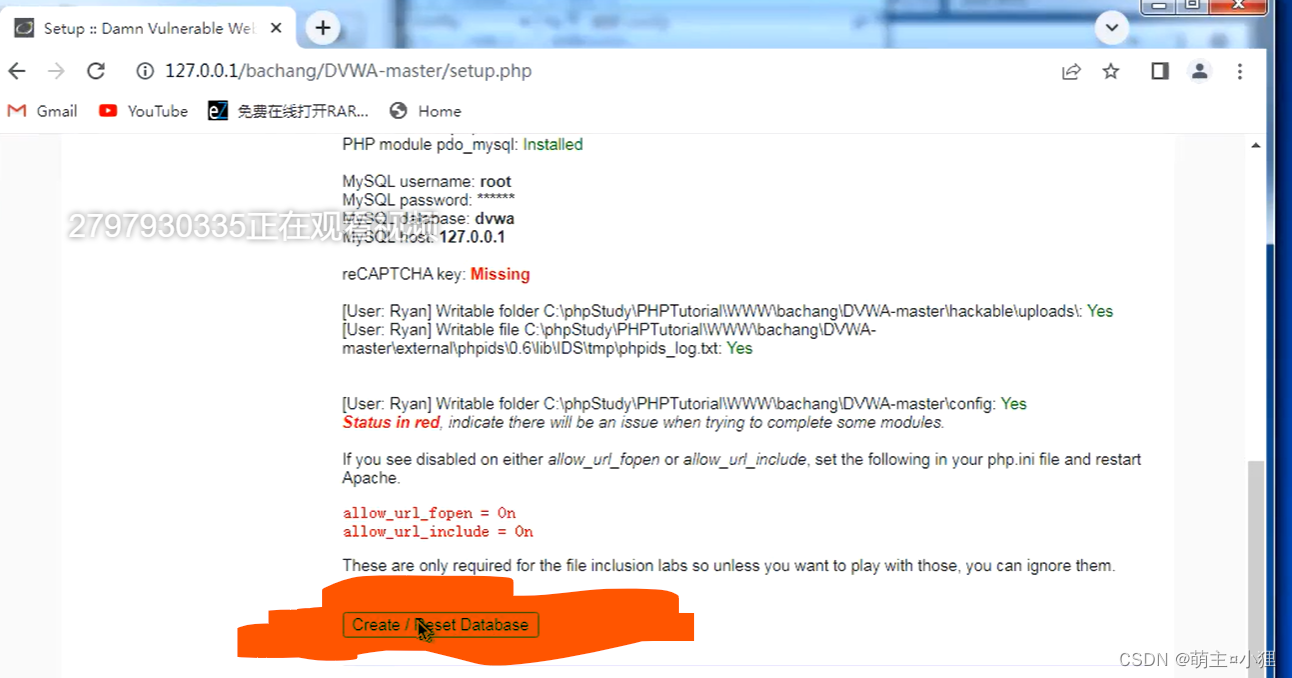 Setup :: Damn Vulnerable Web
127.0.0.1/bachang/DVWA-master/setup.php
Gmail YouTube 免费在线打开RAR... Home
PHP module pdo_mysql: Installed
MySQL username: root
MySQL password: ******
MySQL database: dvwa
2797930335正在观看视频
MySQL host: 127.0.0.1
reCAPTCHA key: Missing
[User: Ryan] Writable folder C:\phpStudy\PHPTutorial\WWW\bachang\DVWA-master\hackable\uploads\: Yes
[User: Ryan] Writable file C:\phpStudy\PHPTutorial\WWW\bachang\DVWA-
master\external\phpids\0.6\lib\IDS\tmp\phpids_log.txt: Yes
[User: Ryan] Writable folder C:\phpStudy\PHPTutorial\WWW\bachang\DVWA-master\config: Yes
Status in red, indicate there will be an issue when trying to complete some modules.
If you see disabled on either allow_url_fopen or allow_url_include, set the following in your php.ini file and restart
Apache.
allow_url_fopen = On
allow_url_include = On
These are only required for the file inclusion labs so unless you want to play with those, you can ignore them.
Create / Reset Database
CSDN @萌主¤小狸